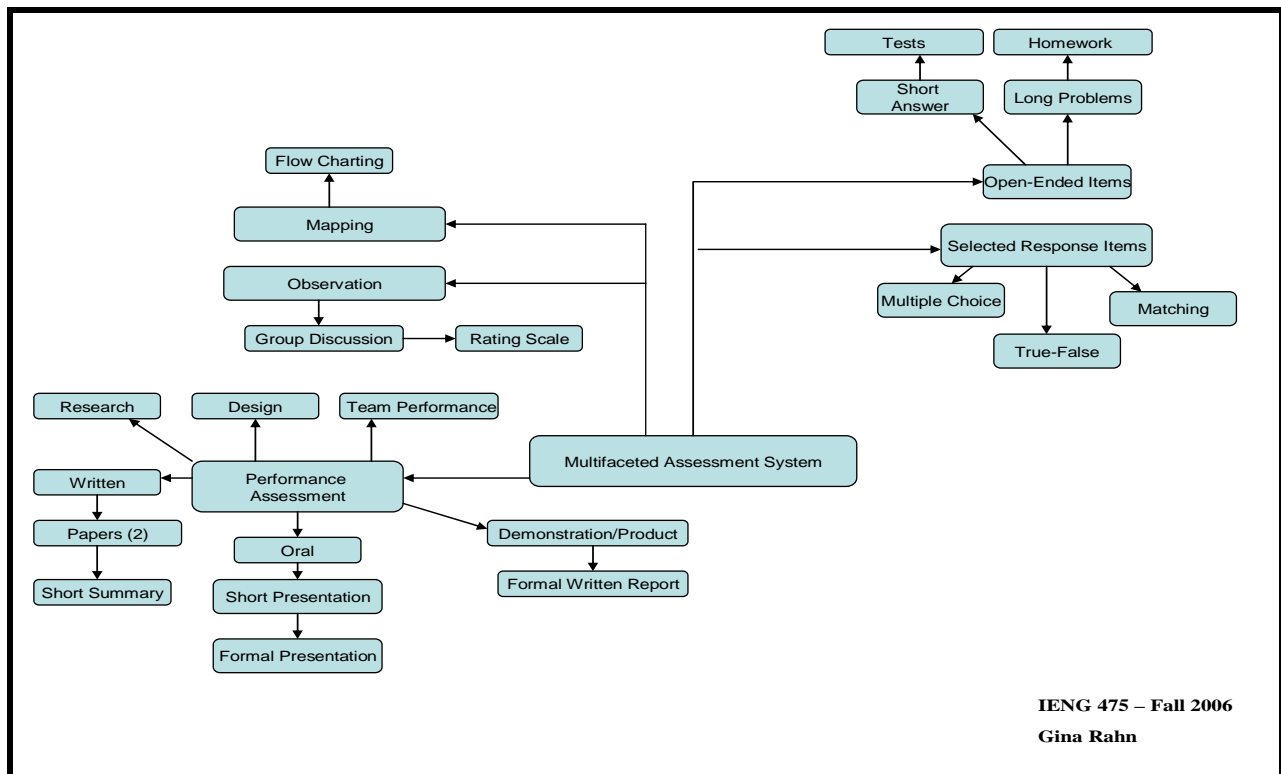 Tests
Homework
Short
Answer
Long Problems
Flow Charting
Open-Ended Items
Mapping
Selected Response Items
Observation
Multiple Choice
Matching
Group Discussion
Rating Scale
True-False
Research
Design
Team Performance
Multifaceted Assessment System
Written
Performance
Assessment
Papers (2)
Demonstration/Product
Oral
Short Summary
Short Presentation
Formal Written Report
Formal Presentation
IENG 475 – Fall 2006
Gina Rahn